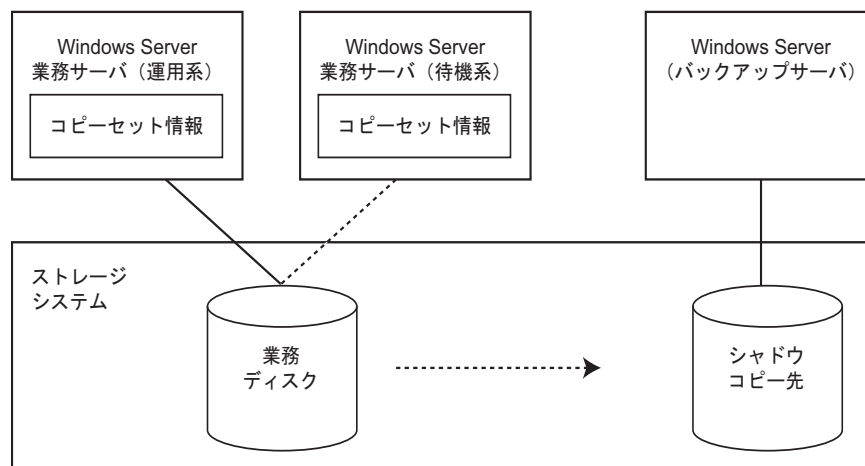 Windows Server
業務サーバ（運用系）
コピーセット情報
Windows Server
業務サーバ（待機系）
コピーセット情報
Windows Server
（バックアップサーバ）
ストレージ
システム
業務
ディスク
シャドウ
コピー先